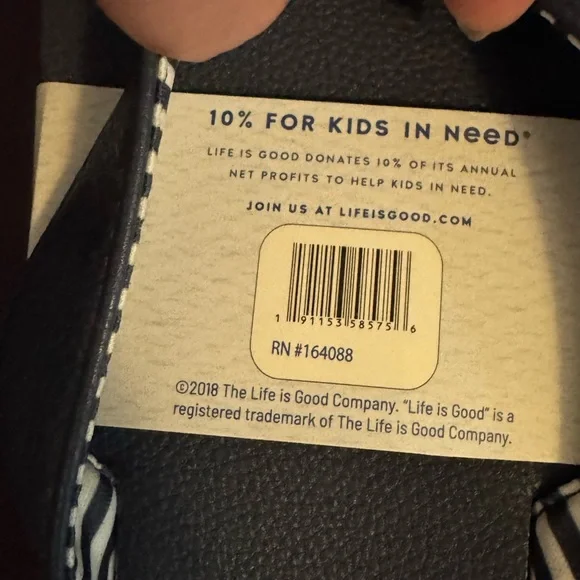 10% FOR KIDS IN NeeD®
LIFE IS GOOD DONATES 10% OF ITS ANNUAL
NET PROFITS TO HELP KIDS IN NEED.
JOIN US AT LIFEISGOOD.COM
1 91153 58575 6
RN #164088
©2018 The Life is Good Company. "Life is Good" is a
registered trademark of The Life is Good Company.